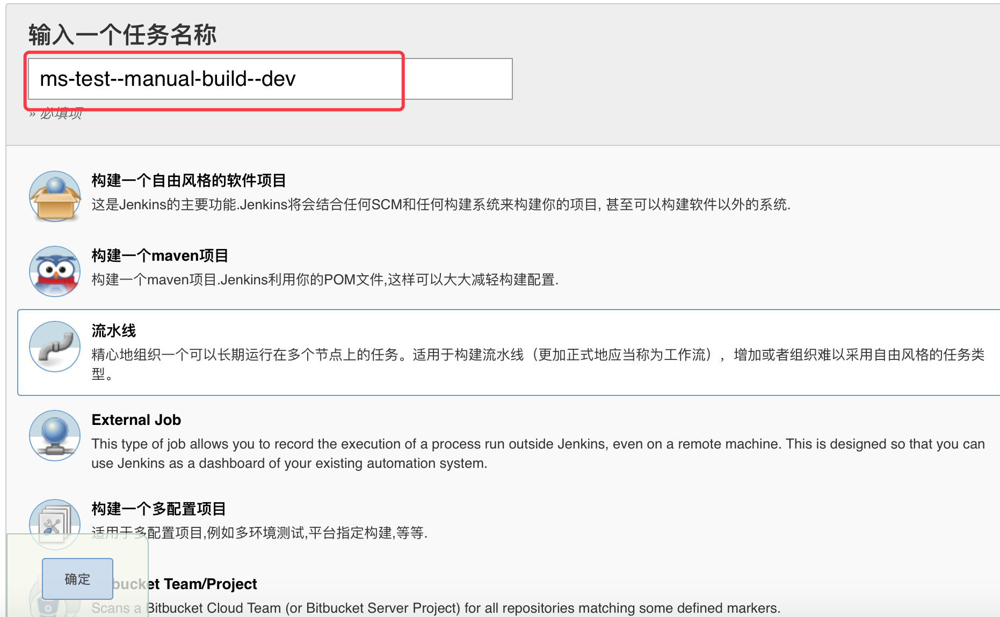 输入一个任务名称
ms-test--manual-build--dev
» 必填项
构建一个自由风格的软件项目
这是Jenkins的主要功能.Jenkins将会结合任何SCM和任何构建系统来构建你的项目, 甚至可以构建软件以外的系统.
构建一个maven项目
构建一个maven项目.Jenkins利用你的POM文件,这样可以大大减轻构建配置.
流水线
精心地组织一个可以长期运行在多个节点上的任务。适用于构建流水线（更加正式地应当称为工作流），增加或者组织难以采用自由风格的任务类
型。
External Job
This type of job allows you to record the execution of a process run outside Jenkins, even on a remote machine. This is designed so that you can
use Jenkins as a dashboard of your existing automation system.
构建一个多配置项目
适用于多配置项目,例如多环境测试,平台指定构建,等等.
确定
bucket Team/Project
Scans a Bitbucket Cloud Team (or Bitbucket Server Project) for all repositories matching some defined markers.